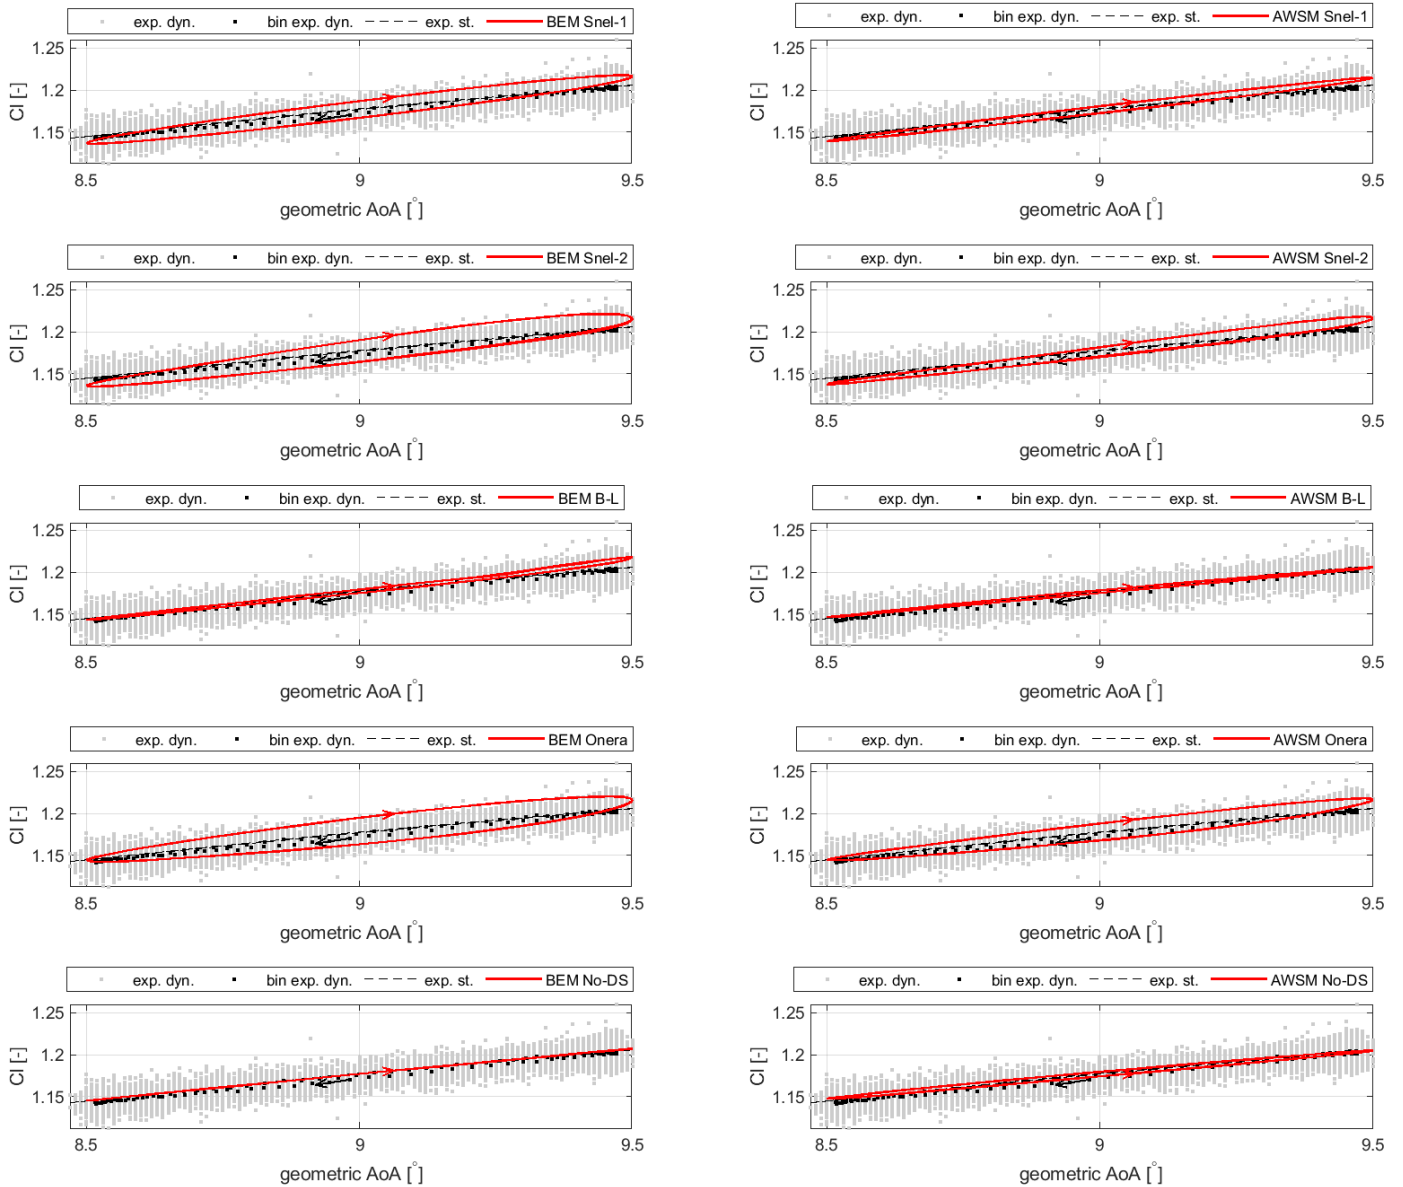 exp. dyn. bin exp. dyn. exp. st. BEM Snel-1
1.25
1.2
1.15
Cl [-]
8.5 9 9.5
geometric AoA [°]
exp. dyn. bin exp. dyn. exp. st. AWSM Snel-1
1.25
1.2
1.15
Cl [-]
8.5 9 9.5
geometric AoA [°]
exp. dyn. bin exp. dyn. exp. st. BEM Snel-2
1.25
1.2
1.15
Cl [-]
8.5 9 9.5
geometric AoA [°]
exp. dyn. bin exp. dyn. exp. st. AWSM Snel-2
1.25
1.2
1.15
Cl [-]
8.5 9 9.5
geometric AoA [°]
exp. dyn. bin exp. dyn. exp. st. BEM B-L
1.25
1.2
1.15
Cl [-]
8.5 9 9.5
geometric AoA [°]
exp. dyn. bin exp. dyn. exp. st. AWSM B-L
1.25
1.2
1.15
Cl [-]
8.5 9 9.5
geometric AoA [°]
exp. dyn. bin exp. dyn. exp. st. BEM Onera
1.25
1.2
1.15
Cl [-]
8.5 9 9.5
geometric AoA [°]
exp. dyn. bin exp. dyn. exp. st. AWSM Onera
1.25
1.2
1.15
Cl [-]
8.5 9 9.5
geometric AoA [°]
exp. dyn. bin exp. dyn. exp. st. BEM No-DS
1.25
1.2
1.15
Cl [-]
8.5 9 9.5
geometric AoA [°]
exp. dyn. bin exp. dyn. exp. st. AWSM No-DS
1.25
1.2
1.15
Cl [-]
8.5 9 9.5
geometric AoA [°]